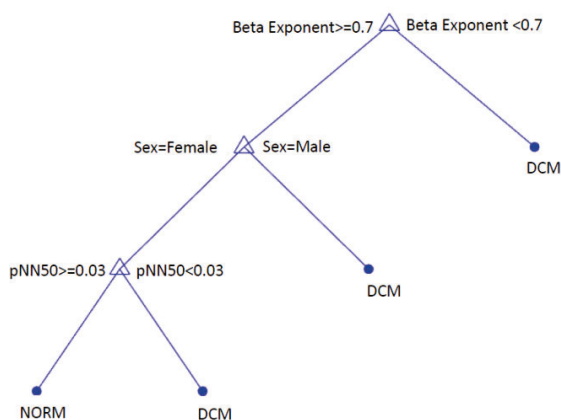 Beta Exponent>=0.7 Beta Exponent <0.7
Sex=Female Sex=Male
DCM
pNN50>=0.03 pNN50<0.03
DCM
NORM DCM